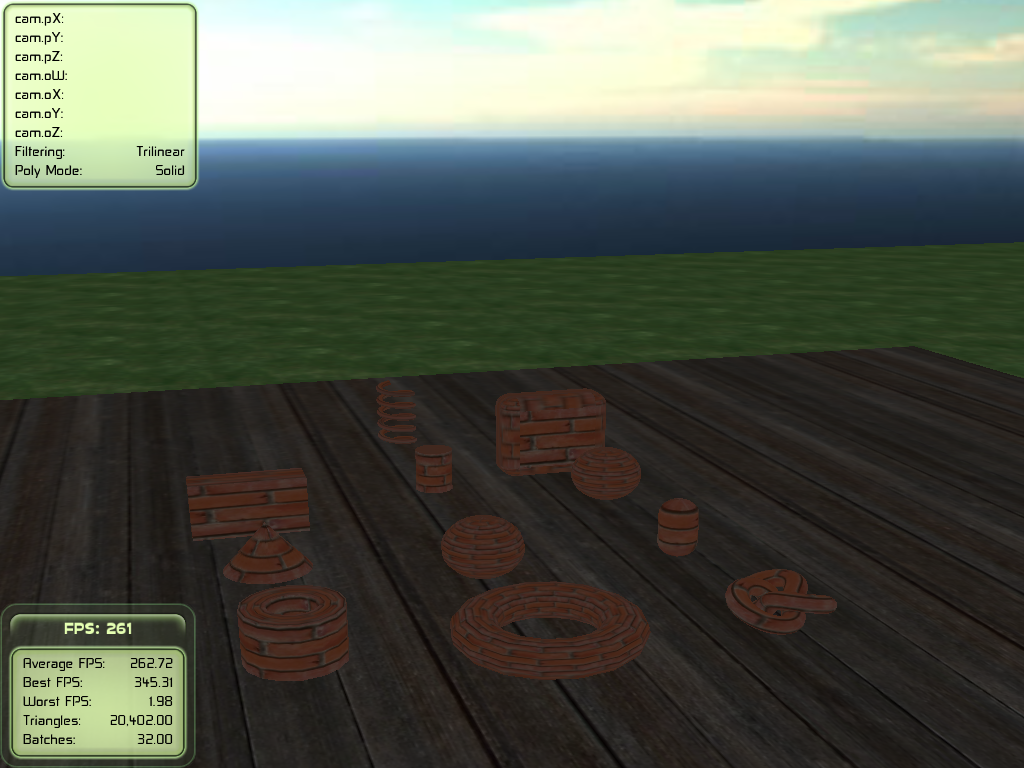 cam.pX:
cam.pY:
cam.pZ:
cam.oW:
cam.oX:
cam.oY:
cam.oZ:
Filtering: Trilinear
Poly Mode: Solid
FPS: 261
Average FPS: 262.72
Best FPS: 345.31
Worst FPS: 1.98
Triangles: 20,402.00
Batches: 32.00